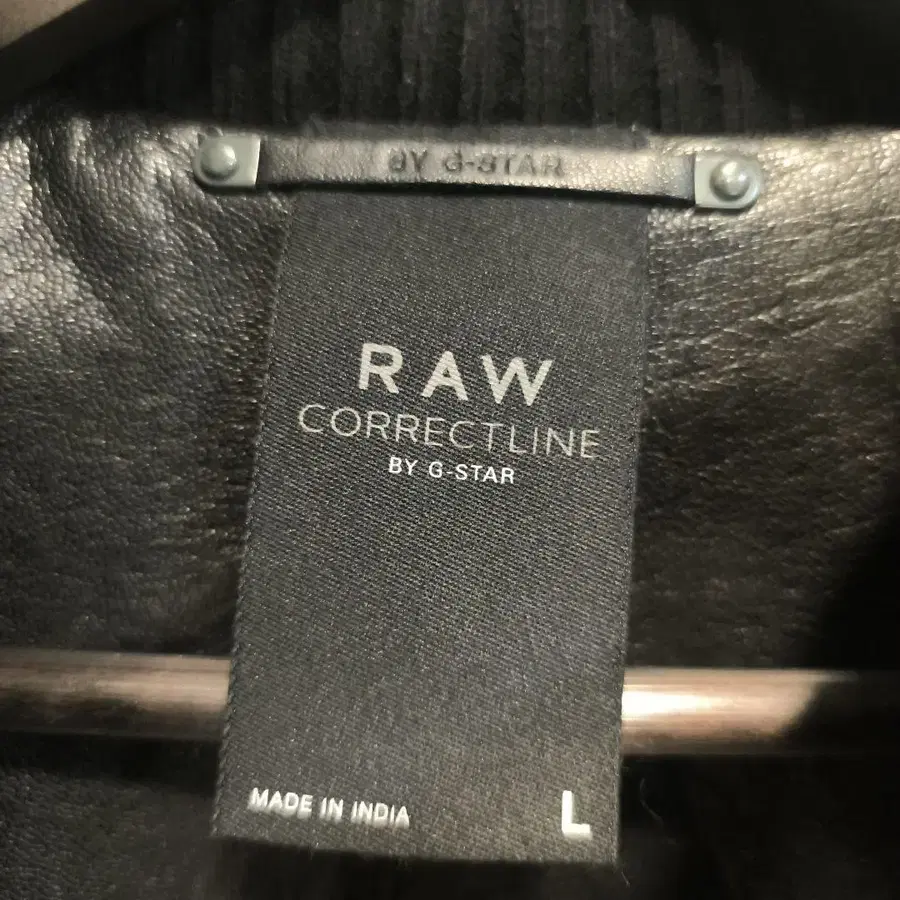 BY G-STAR
RAW
CORRECTLINE
BY G-STAR
MADE IN INDIA L